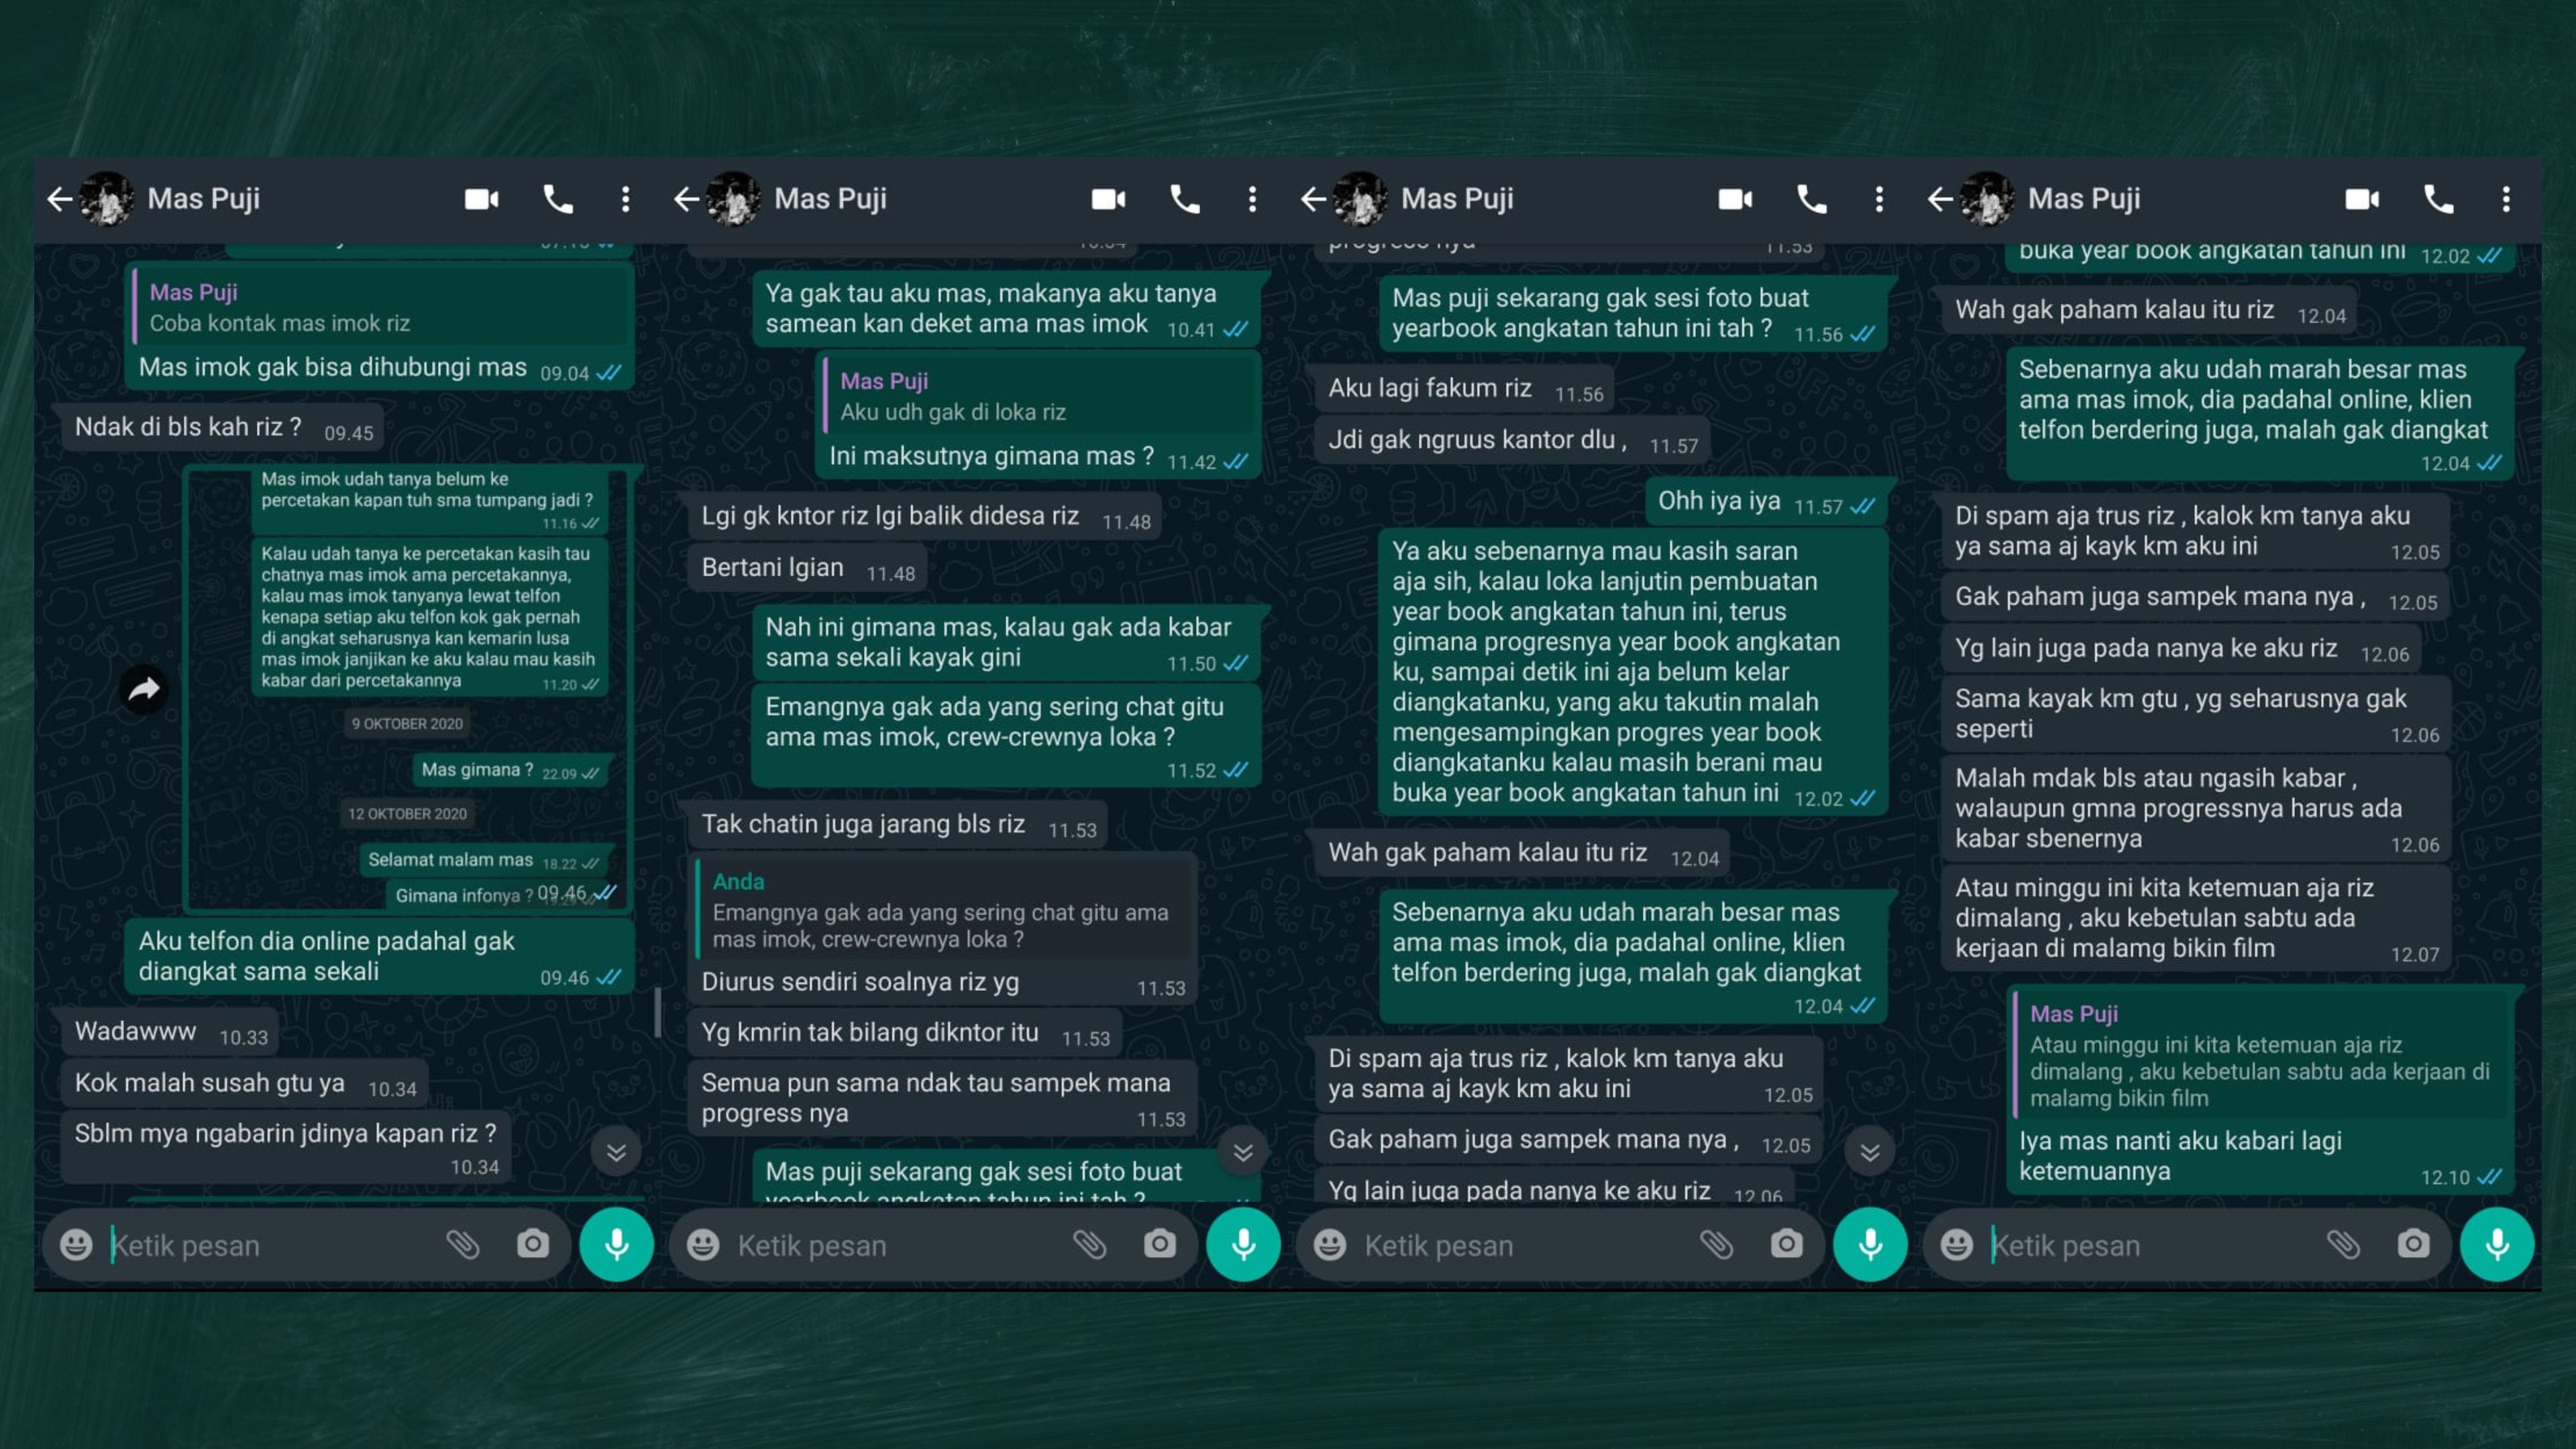 Mas Puji
Mas Puji
Coba kontak mas imok riz
Mas imok gak bisa dihubungi mas 09.04
Ndak di bls kah riz ? 09.45
Mas imok udah tanya belum ke
percetakan kapan tuh sma tumpang jadi ?
11.16
Kalau udah tanya ke percetakan kasih tau
chatnya mas imok ama percetakannya,
kalau mas imok tanyanya lewat telfon
kenapa setiap aku telfon kok gak pernah
di angkat seharusnya kan kemarin lusa
mas imok janjikan ke aku kalau mau kasih
kabar dari percetakannya 11.20
9 OKTOBER 2020
Mas gimana ? 22.09
12 OKTOBER 2020
Selamat malam mas 18.22
Gimana infonya ? 09.46
Aku telfon dia online padahal gak
diangkat sama sekali 09.46
Wadawww 10.33
Kok malah susah gtu ya 10.34
Sblm mya ngabarin jdinya kapan riz ?
10.34
Ketik pesan
Mas Puji
Ya gak tau aku mas, makanya aku tanya
samean kan deket ama mas imok 10.41
Mas Puji
Aku udh gak di loka riz
Ini maksutnya gimana mas ? 11.42
Lgi gk kntor riz lgi balik didesa riz 11.48
Bertani lgian 11.48
Nah ini gimana mas, kalau gak ada kabar
sama sekali kayak gini 11.50
Emangnya gak ada yang sering chat gitu
ama mas imok, crew-crewnya loka ?
11.52
Tak chatin juga jarang bls riz 11.53
Anda
Emangnya gak ada yang sering chat gitu ama
mas imok, crew-crewnya loka ?
Diurus sendiri soalnya riz yg 11.53
Yg kmrin tak bilang dikntor itu 11.53
Semua pun sama ndak tau sampek mana
progress nya 11.53
Mas puji sekarang gak sesi foto buat
yearbook angkatan tahun ini tah ?
Ketik pesan
Mas Puji
progress nya 11.53
Mas puji sekarang gak sesi foto buat
yearbook angkatan tahun ini tah ? 11.56
Aku lagi fakum riz 11.56
Jdi gak ngruus kantor dlu , 11.57
Ohh iya iya 11.57
Ya aku sebenarnya mau kasih saran
aja sih, kalau loka lanjutin pembuatan
year book angkatan tahun ini, terus
gimana progresnya year book angkatan
ku, sampai detik ini aja belum kelar
diangkatanku, yang aku takutin malah
mengesampingkan progres year book
diangkatanku kalau masih berani mau
buka year book angkatan tahun ini 12.02
Wah gak paham kalau itu riz 12.04
Sebenarnya aku udah marah besar mas
ama mas imok, dia padahal online, klien
telfon berdering juga, malah gak diangkat
12.04
Di spam aja trus riz , kalok km tanya aku
ya sama aj kayk km aku ini 12.05
Gak paham juga sampek mana nya , 12.05
Yg lain juga pada nanya ke aku riz 12.06
Ketik pesan
Mas Puji
buka year book angkatan tahun ini 12.02
Wah gak paham kalau itu riz 12.04
Sebenarnya aku udah marah besar mas
ama mas imok, dia padahal online, klien
telfon berdering juga, malah gak diangkat
12.04
Di spam aja trus riz , kalok km tanya aku
ya sama aj kayk km aku ini 12.05
Gak paham juga sampek mana nya , 12.05
Yg lain juga pada nanya ke aku riz 12.06
Sama kayak km gtu , yg seharusnya gak
seperti 12.06
Malah mdak bls atau ngasih kabar ,
walaupun gmna progressnya harus ada
kabar sbenernya 12.06
Atau minggu ini kita ketemuan aja riz
dimalang , aku kebetulan sabtu ada
kerjaan di malamg bikin film 12.07
Mas Puji
Atau minggu ini kita ketemuan aja riz
dimalang , aku kebetulan sabtu ada kerjaan di
malamg bikin film
Iya mas nanti aku kabari lagi
ketemuannya 12.10
Ketik pesan